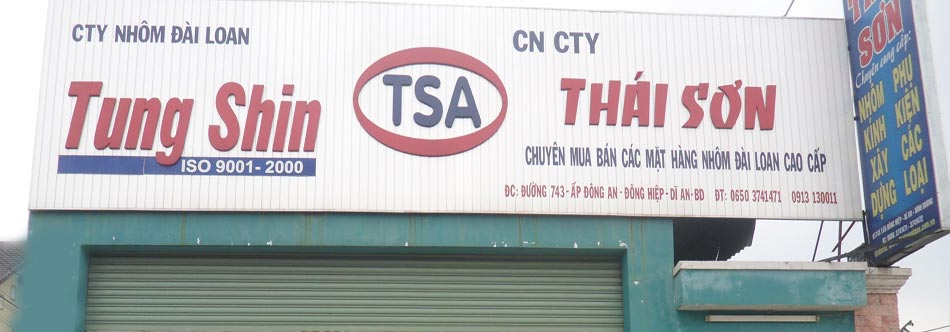 CTY NHÔM ĐÀI LOAN
Tung Shin
ISO 9001- 2000
TSA
CN CTY
THÁI SƠN
CHUYÊN MUA BÁN CÁC MẶT HÀNG NHÔM ĐÀI LOAN CAO CẤP
ĐC: ĐƯỜNG 743 - ẤP ĐÔNG AN - ĐÔNG HIỆP - DĨ AN-BD ĐT: 0650 3741471 0913 130011
SƠN
Chuyên cung cấp:
NHÔM PHỤ
KINH KIỆN
XÂY CÁC
DỰNG LOẠI